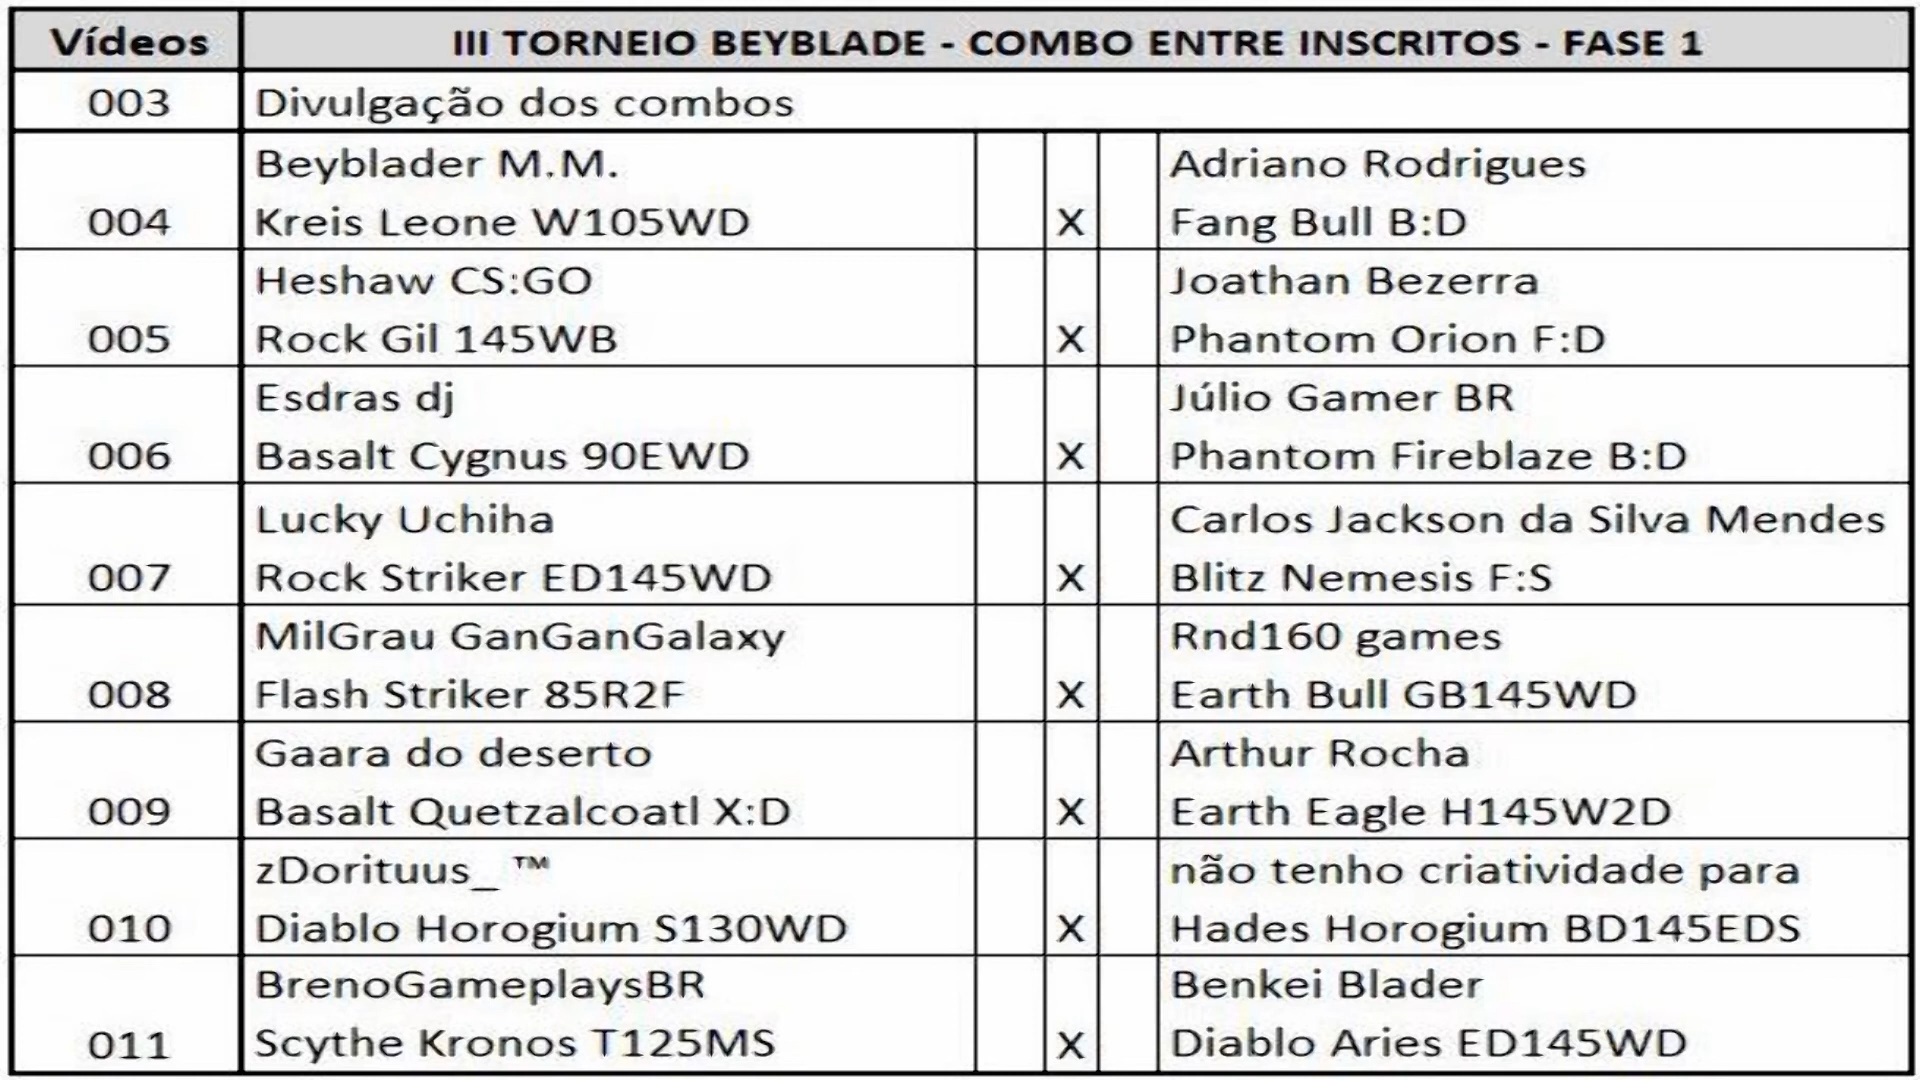 Vídeos III TORNEIO BEYBLADE - COMBO ENTRE INSCRITOS - FASE 1
003 Divulgação dos combos
Beyblader M.M. Adriano Rodrigues
004 Kreis Leone W105WD X Fang Bull B:D
Heshaw CS:GO Joathan Bezerra
005 Rock Gil 145WB X Phantom Orion F:D
Esdras dj Júlio Gamer BR
006 Basalt Cygnus 90EWD X Phantom Fireblaze B:D
Lucky Uchiha Carlos Jackson da Silva Mendes
007 Rock Striker ED145WD X Blitz Nemesis F:S
MilGrau GanGanGalaxy Rnd160 games
008 Flash Striker 85R2F X Earth Bull GB145WD
Gaara do deserto Arthur Rocha
009 Basalt Quetzalcoatl X:D X Earth Eagle H145W2D
zDorituus_ ™ não tenho criatividade para
010 Diablo Horogium S130WD X Hades Horogium BD145EDS
BrenoGameplaysBR Benkei Blader
011 Scythe Kronos T125MS X Diablo Aries ED145WD